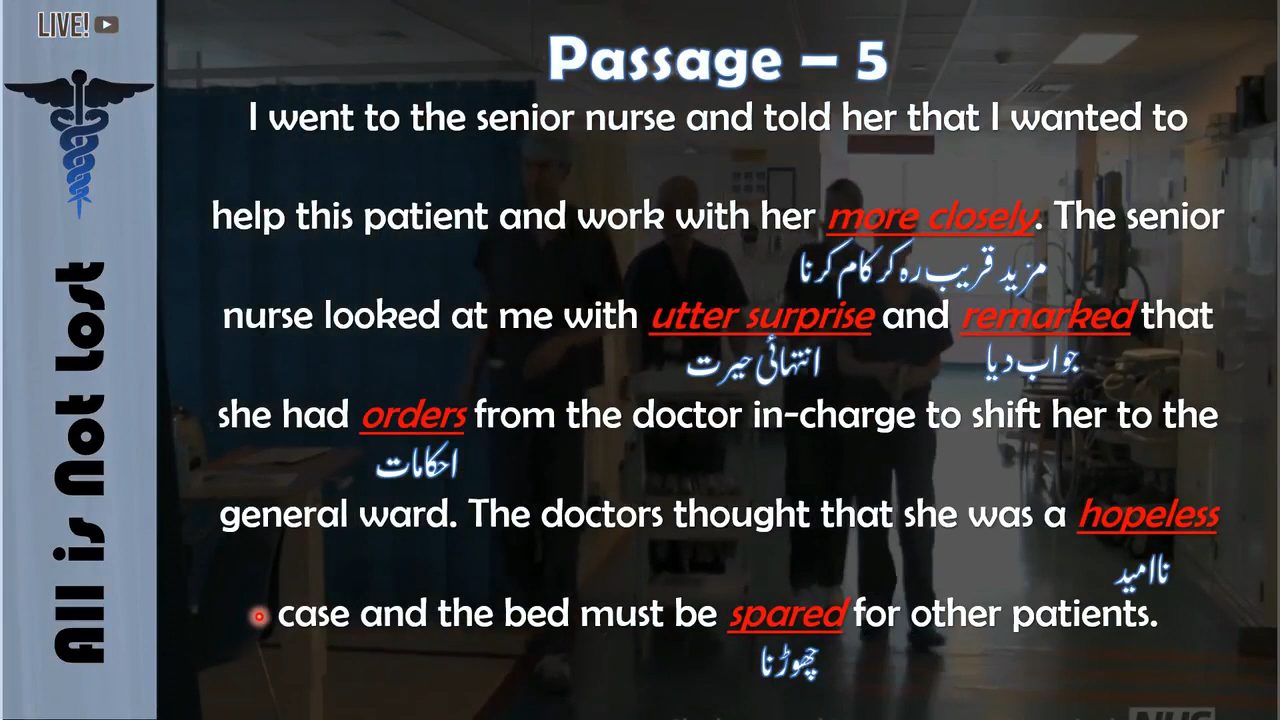 LIVE!
All is Not Lost
Passage – 5
I went to the senior nurse and told her that I wanted to
help this patient and work with her more closely. The senior
مزید قریب رہ کر کام کرنا
nurse looked at me with utter surprise and remarked that
انتہائی حیرت جواب دیا
she had orders from the doctor in-charge to shift her to the
احکامات
general ward. The doctors thought that she was a hopeless
ناامید
case and the bed must be spared for other patients.
چھوڑنا
NHS